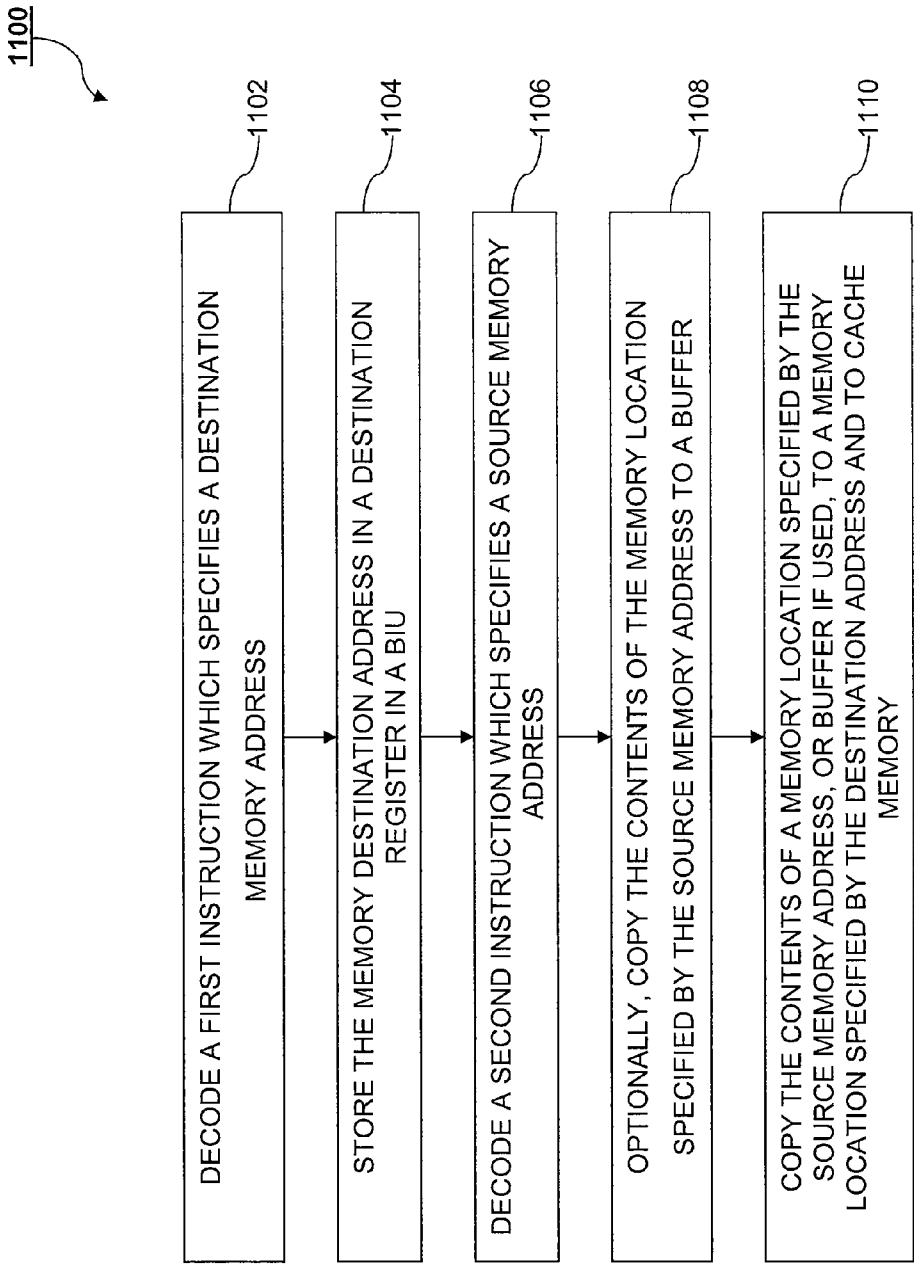 1100
DECODE A FIRST INSTRUCTION WHICH SPECIFIES A DESTINATION
MEMORY ADDRESS
1102
STORE THE MEMORY DESTINATION ADDRESS IN A DESTINATION
REGISTER IN A BIU
1104
DECODE A SECOND INSTRUCTION WHICH SPECIFIES A SOURCE MEMORY
ADDRESS
1106
OPTIONALLY, COPY THE CONTENTS OF THE MEMORY LOCATION
SPECIFIED BY THE SOURCE MEMORY ADDRESS TO A BUFFER
1108
COPY THE CONTENTS OF A MEMORY LOCATION SPECIFIED BY THE
SOURCE MEMORY ADDRESS, OR BUFFER IF USED, TO A MEMORY
LOCATION SPECIFIED BY THE DESTINATION ADDRESS AND TO CACHE
MEMORY
1110